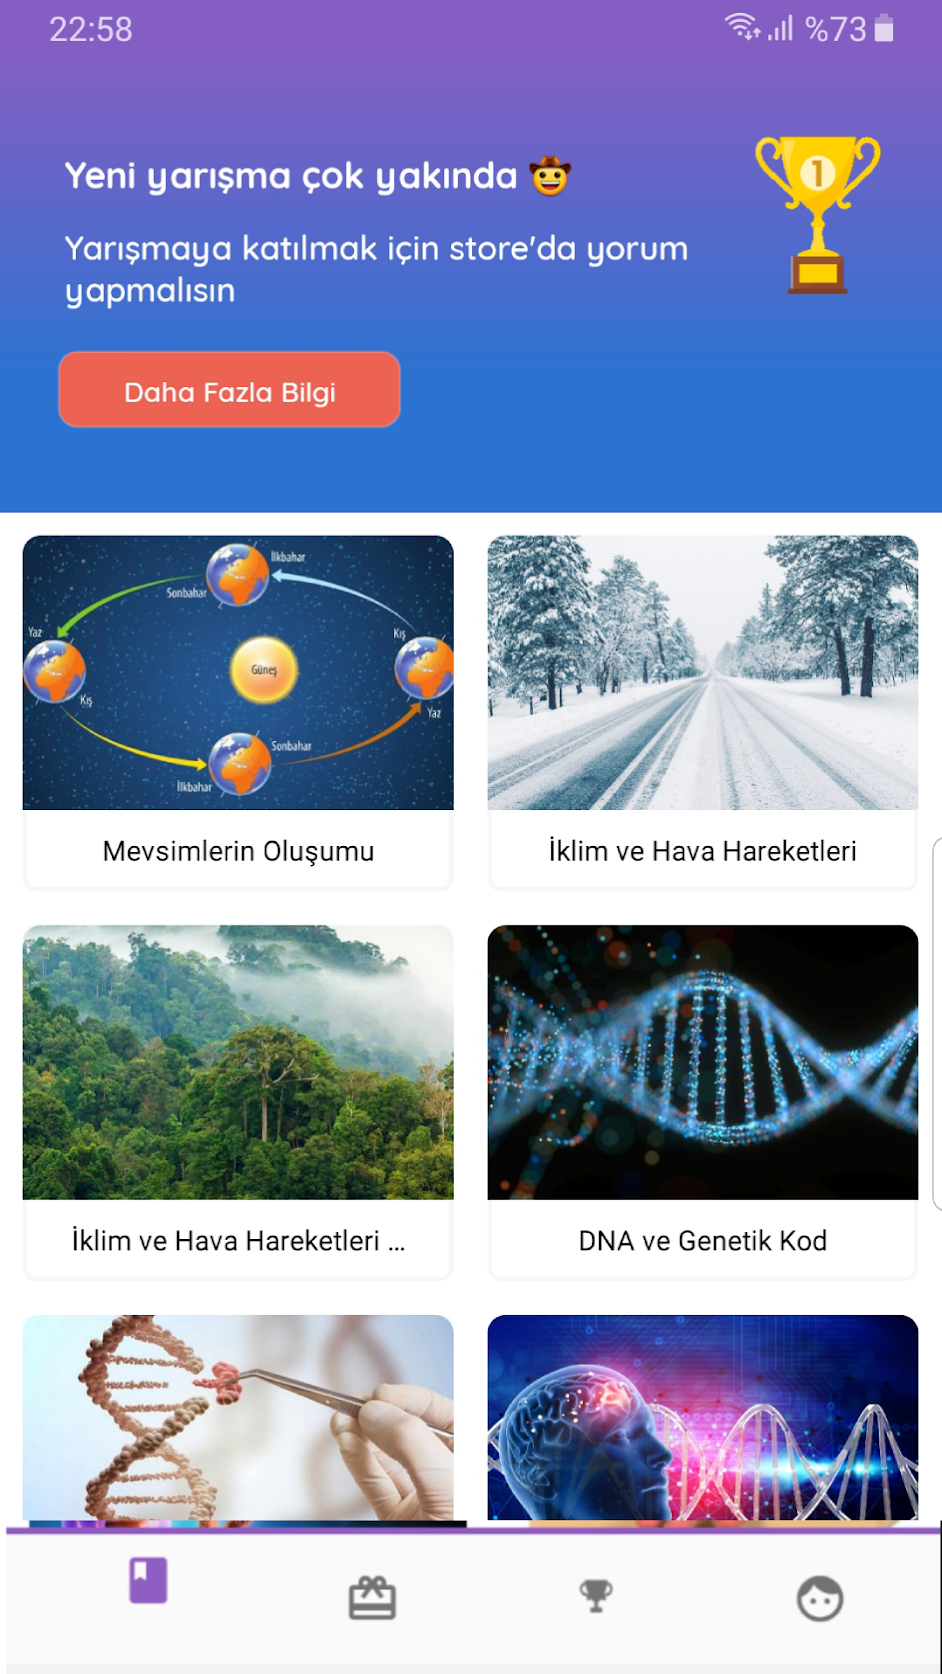 22:58
%73
Yeni yarışma çok yakında
1
Yarışmaya katılmak için store'da yorum
yapmalısın
Daha Fazla Bilgi
İlkbahar
Sonbahar
Yaz
Kış
Güneş
Kış
Yaz
Sonbahar
İlkbahar
Mevsimlerin Oluşumu
İklim ve Hava Hareketleri
İklim ve Hava Hareketleri ...
DNA ve Genetik Kod